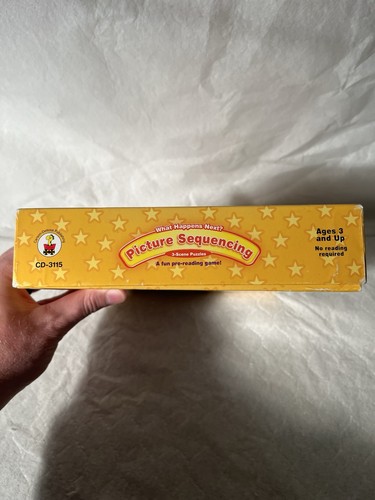 What Happens Next?
Picture Sequencing
3-Scene Puzzles
A fun pre-reading game!
CD-3115
Ages 3
and Up
No reading
required